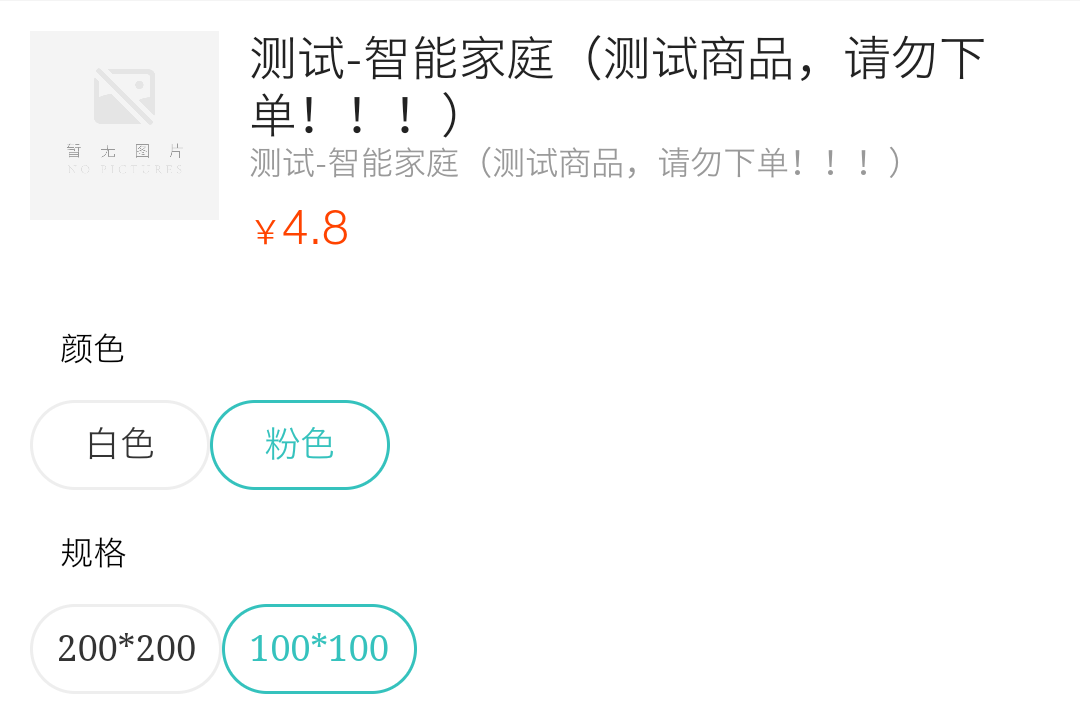 测试-智能家庭（测试商品，请勿下
单！！！）
测试-智能家庭（测试商品，请勿下单！！！）
¥4.8
暂无图片
NO PICTURES
颜色
白色 粉色
规格
200*200 100*100